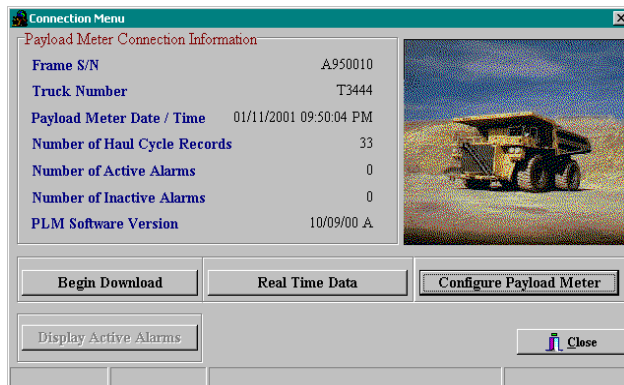 Connection Menu
Payload Meter Connection Information
Frame S/N A950010
Truck Number T3444
Payload Meter Date / Time 01/11/2001 09:50:04 PM
Number of Haul Cycle Records 33
Number of Active Alarms 0
Number of Inactive Alarms 0
PLM Software Version 10/09/00 A
Begin Download Real Time Data Configure Payload Meter
Display Active Alarms Close